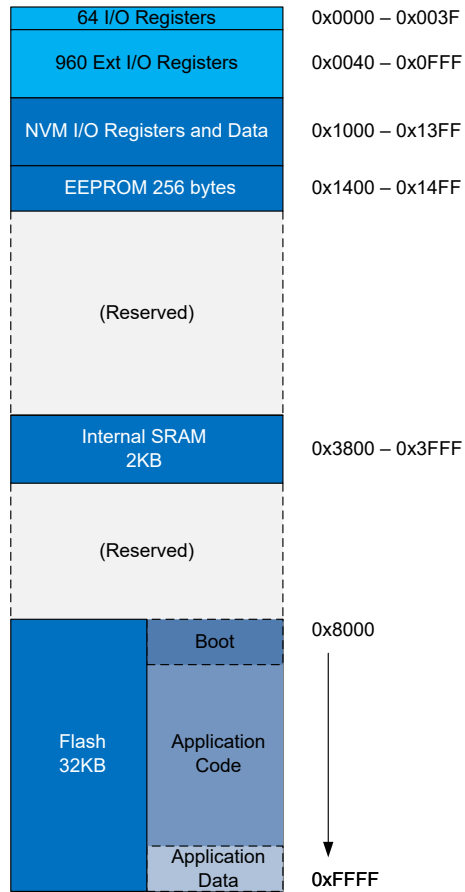 64 I/O Registers 0x0000 – 0x003F
960 Ext I/O Registers 0x0040 – 0x0FFF
NVM I/O Registers and Data 0x1000 – 0x13FF
EEPROM 256 bytes 0x1400 – 0x14FF
(Reserved)
Internal SRAM
2KB
0x3800 – 0x3FFF
(Reserved)
Boot 0x8000
Flash
32KB
Application
Code
Application
Data
0xFFFF